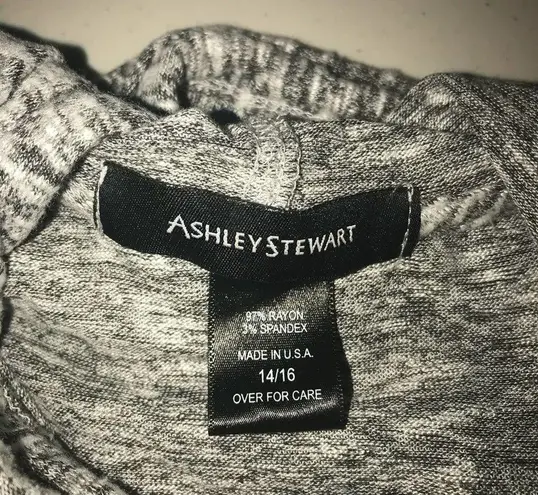 ASHLEY STEWART
97% RAYON
3% SPANDEX
MADE IN U.S.A.
14/16
OVER FOR CARE